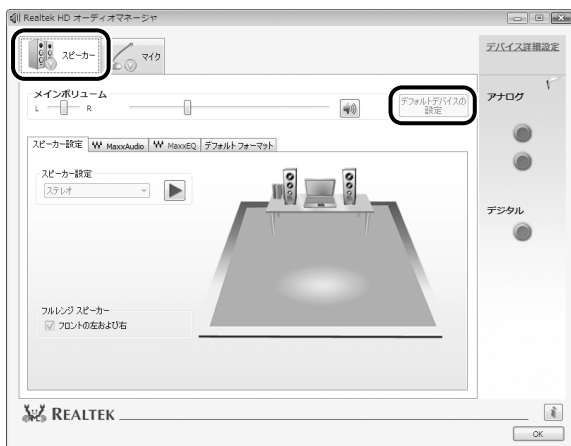 Realtek HD オーディオマネージャ
スピーカー
マイク
デバイス詳細設定
メインボリューム
L
R
デフォルトデバイスの
設定
アナログ
スピーカー設定
MaxxAudio
MaxxEQ
デフォルトフォーマット
スピーカー設定
ステレオ
デジタル
フルレンジ スピーカー
フロントの左および右
REALTEK
OK